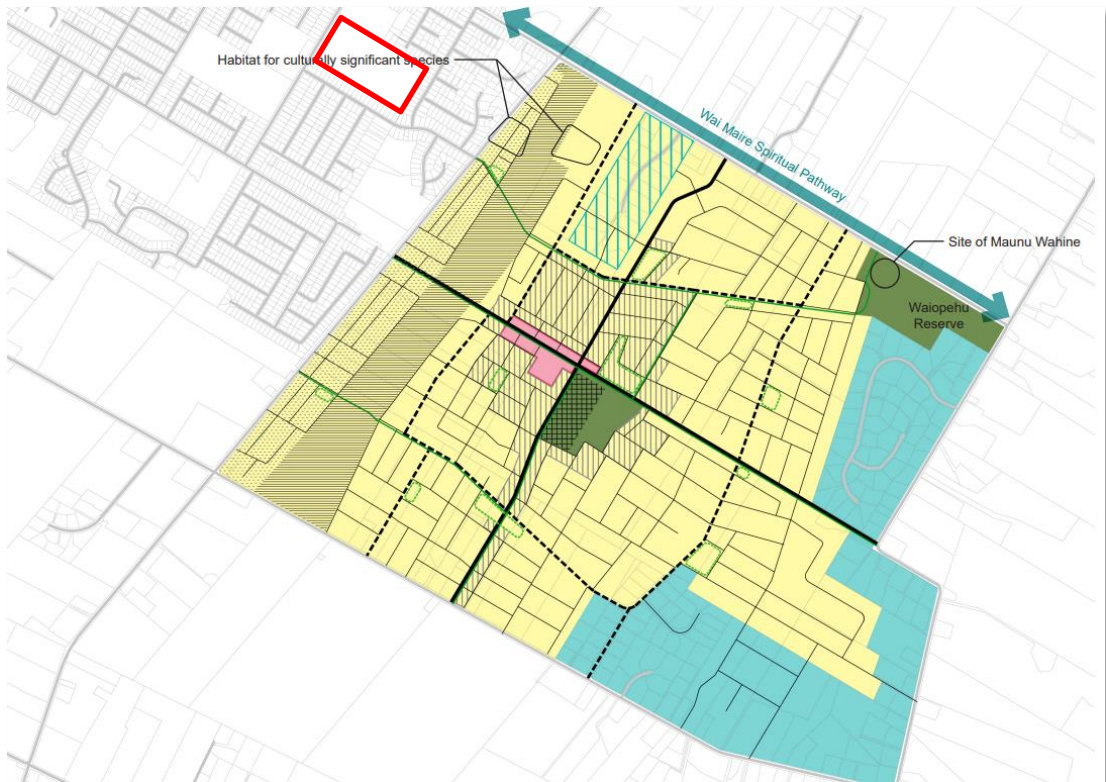 Habitat for culturally significant species
Wai Maire Spiritual Pathway
Site of Maunu Wahine
Waiopehu
Reserve